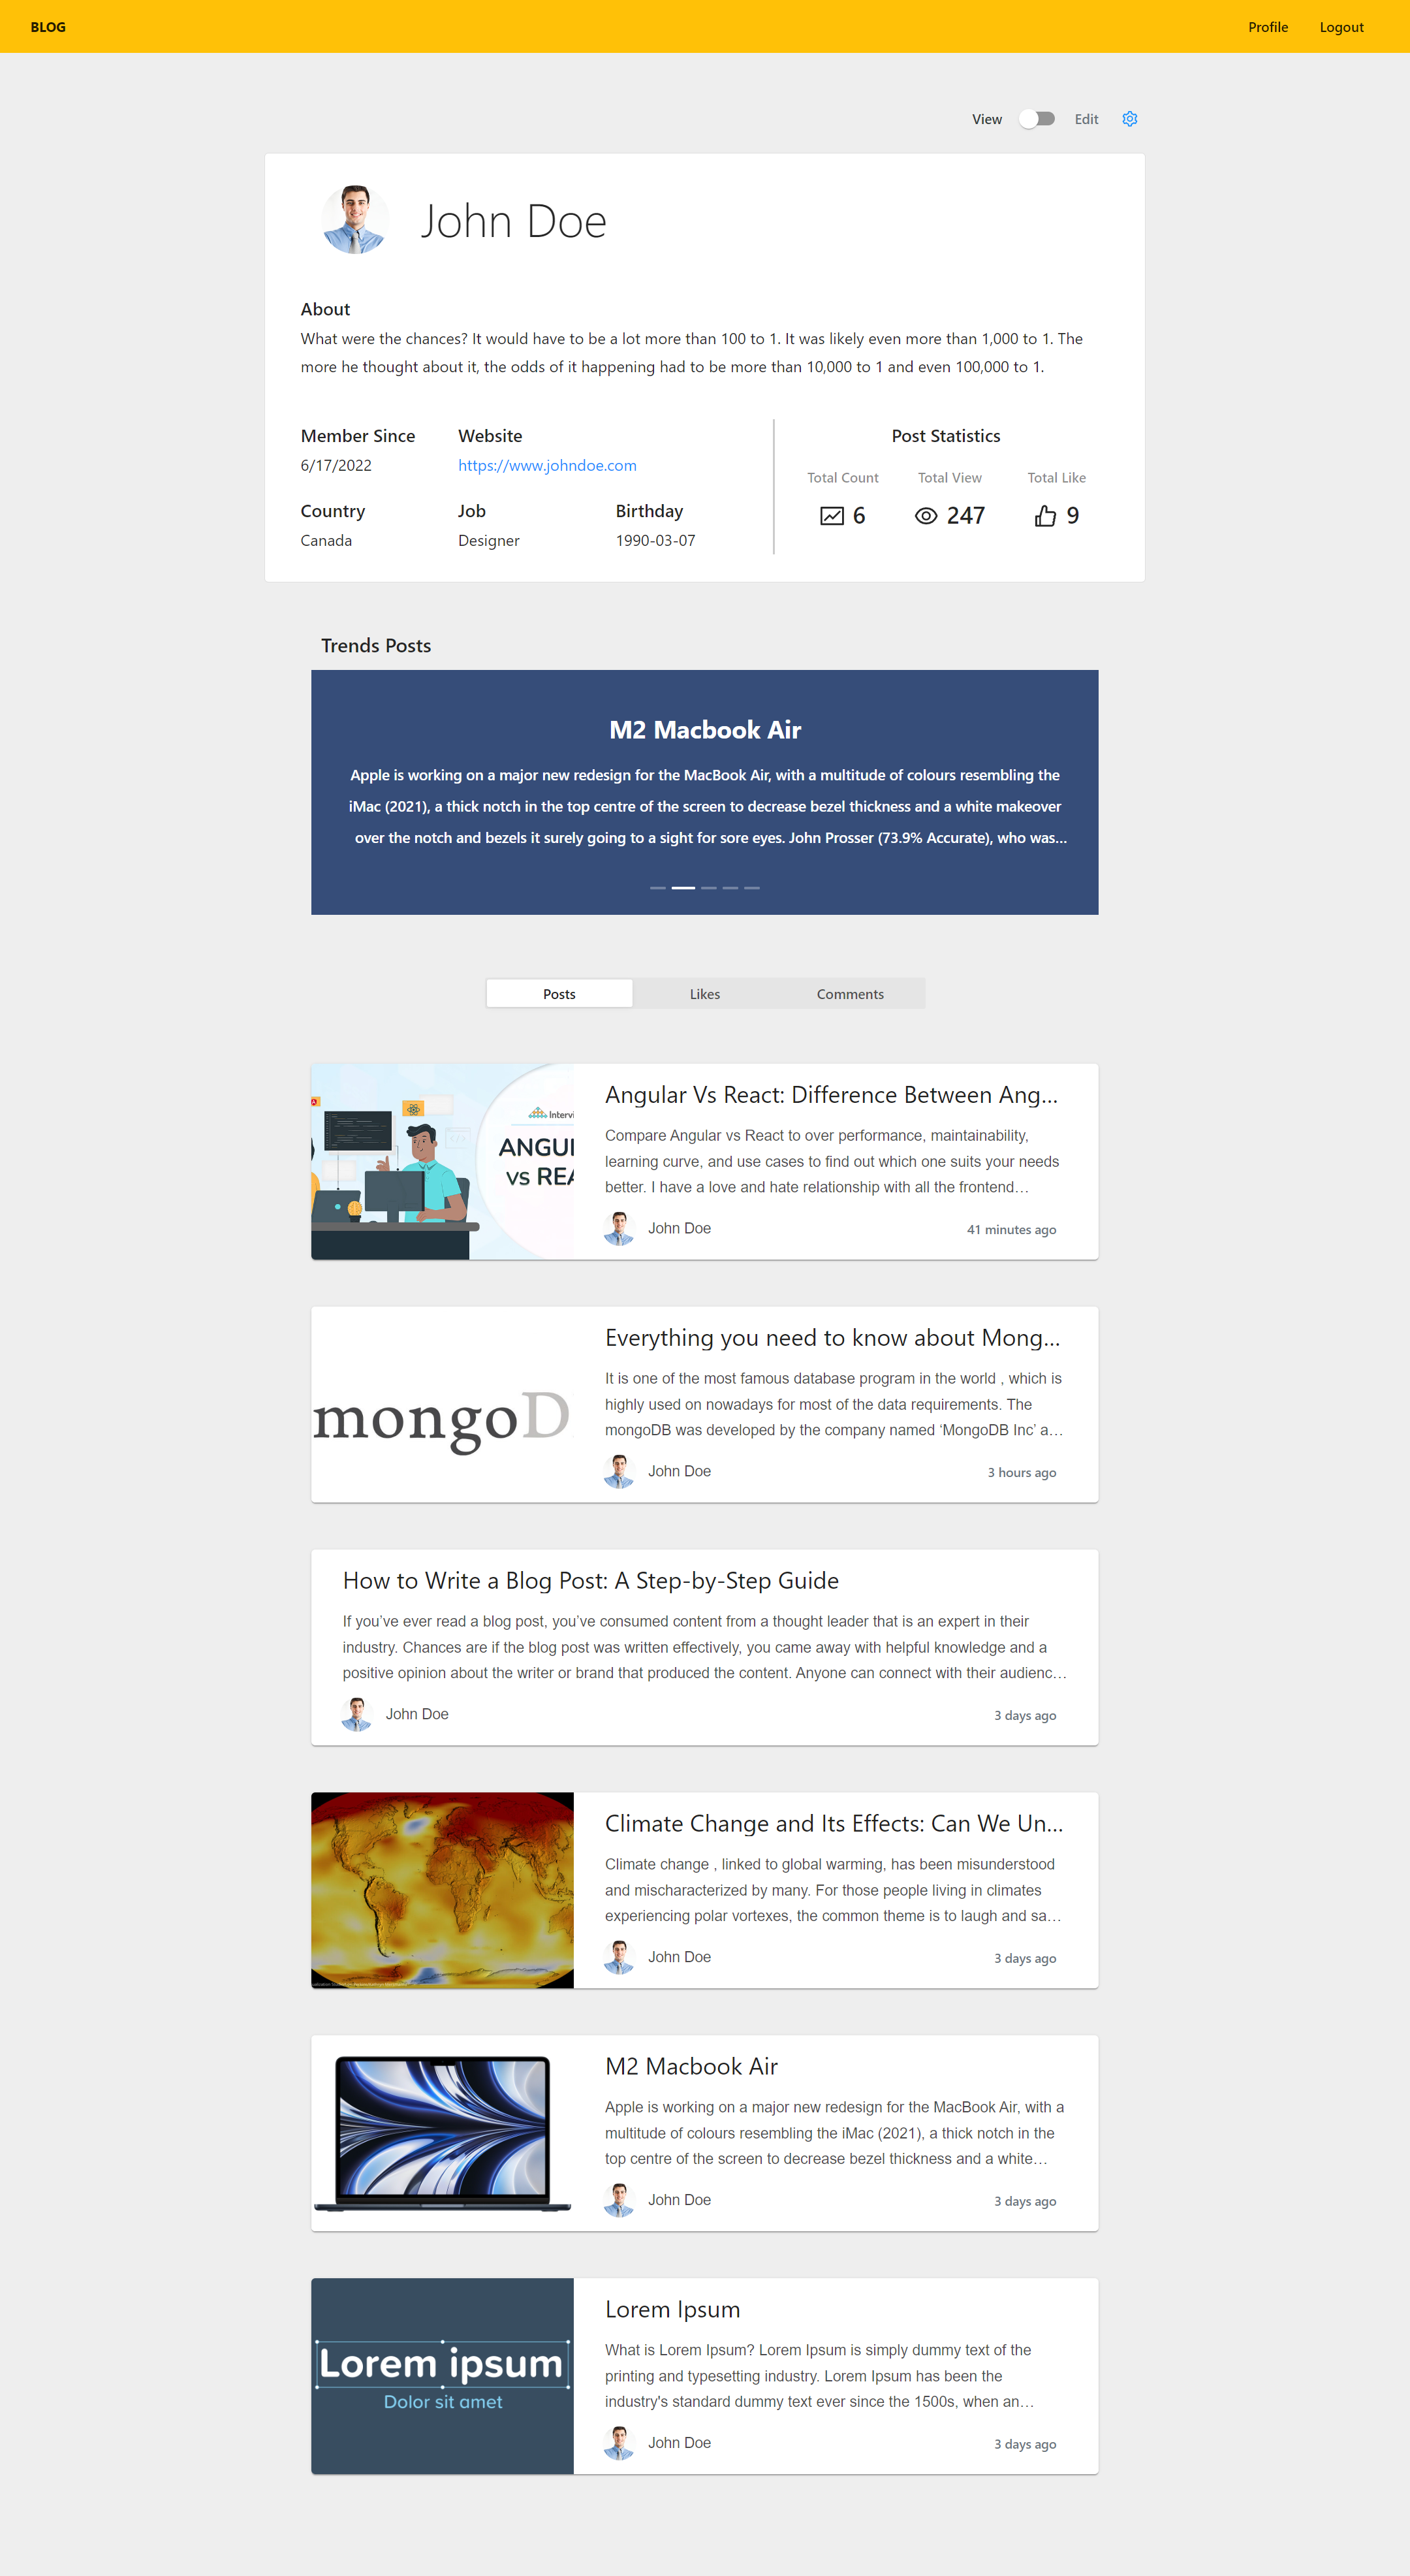 BLOG
Profile
Logout
View
Edit
John Doe
About
What were the chances? It would have to be a lot more than 100 to 1. It was likely even more than 1,000 to 1. The
more he thought about it, the odds of it happening had to be more than 10,000 to 1 and even 100,000 to 1.
Member Since
6/17/2022
Website
https://www.johndoe.com
Country
Canada
Job
Designer
Birthday
1990-03-07
Post Statistics
Total Count
6
Total View
247
Total Like
9
Trends Posts
M2 Macbook Air
Apple is working on a major new redesign for the MacBook Air, with a multitude of colours resembling the
iMac (2021), a thick notch in the top centre of the screen to decrease bezel thickness and a white makeover
over the notch and bezels it surely going to a sight for sore eyes. John Prosser (73.9% Accurate), who was...
Posts
Likes
Comments
Intervi
ANGUL
VS REA
Angular Vs React: Difference Between Ang...
Compare Angular vs React to over performance, maintainability,
learning curve, and use cases to find out which one suits your needs
better. I have a love and hate relationship with all the frontend…
John Doe
41 minutes ago
mongoD
Everything you need to know about Mong...
It is one of the most famous database program in the world , which is
highly used on nowadays for most of the data requirements. The
mongoDB was developed by the company named ‘MongoDB Inc’ a…
John Doe
3 hours ago
How to Write a Blog Post: A Step-by-Step Guide
If you’ve ever read a blog post, you’ve consumed content from a thought leader that is an expert in their
industry. Chances are if the blog post was written effectively, you came away with helpful knowledge and a
positive opinion about the writer or brand that produced the content. Anyone can connect with their audienc…
John Doe
3 days ago
Climate Change and Its Effects: Can We Un...
Climate change , linked to global warming, has been misunderstood
and mischaracterized by many. For those people living in climates
experiencing polar vortexes, the common theme is to laugh and sa…
John Doe
3 days ago
M2 Macbook Air
Apple is working on a major new redesign for the MacBook Air, with a
multitude of colours resembling the iMac (2021), a thick notch in the
top centre of the screen to decrease bezel thickness and a white…
John Doe
3 days ago
Lorem ipsum
Dolor sit amet
Lorem Ipsum
What is Lorem Ipsum? Lorem Ipsum is simply dummy text of the
printing and typesetting industry. Lorem Ipsum has been the
industry's standard dummy text ever since the 1500s, when an…
John Doe
3 days ago